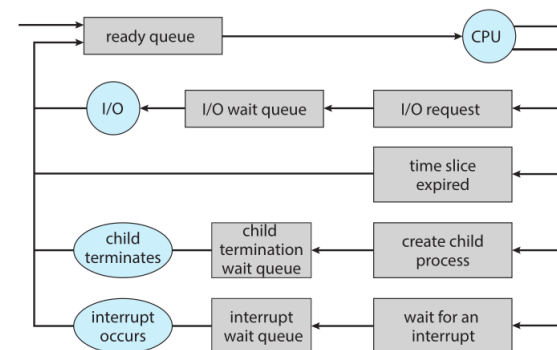 ready queue
CPU
I/O
I/O wait queue
I/O request
time slice
expired
child
terminates
child
termination
wait queue
create child
process
interrupt
occurs
interrupt
wait queue
wait for an
interrupt